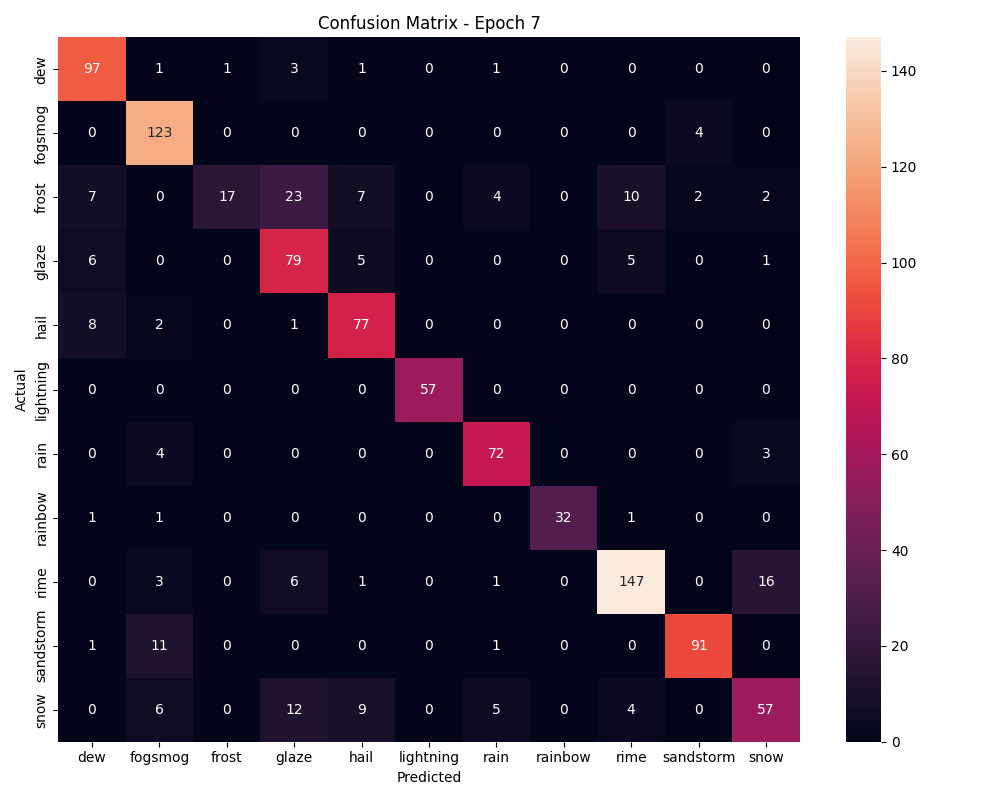 Confusion Matrix - Epoch 7
dew 97 1 1 3 1 0 1 0 0 0 0
fogsmog 0 123 0 0 0 0 0 0 0 4 0
frost 7 0 17 23 7 0 4 0 10 2 2
glaze 6 0 0 79 5 0 0 0 5 0 1
hail 8 2 0 1 77 0 0 0 0 0 0
lightning 0 0 0 0 0 57 0 0 0 0 0
rain 0 4 0 0 0 0 72 0 0 0 3
rainbow 1 1 0 0 0 0 0 32 1 0 0
rime 0 3 0 6 1 0 1 0 147 0 16
sandstorm 1 11 0 0 0 0 1 0 0 91 0
snow 0 6 0 12 9 0 5 0 4 0 57
dew fogsmog frost glaze hail lightning rain rainbow rime sandstorm snow
Predicted
Actual
140
120
100
80
60
40
20
0